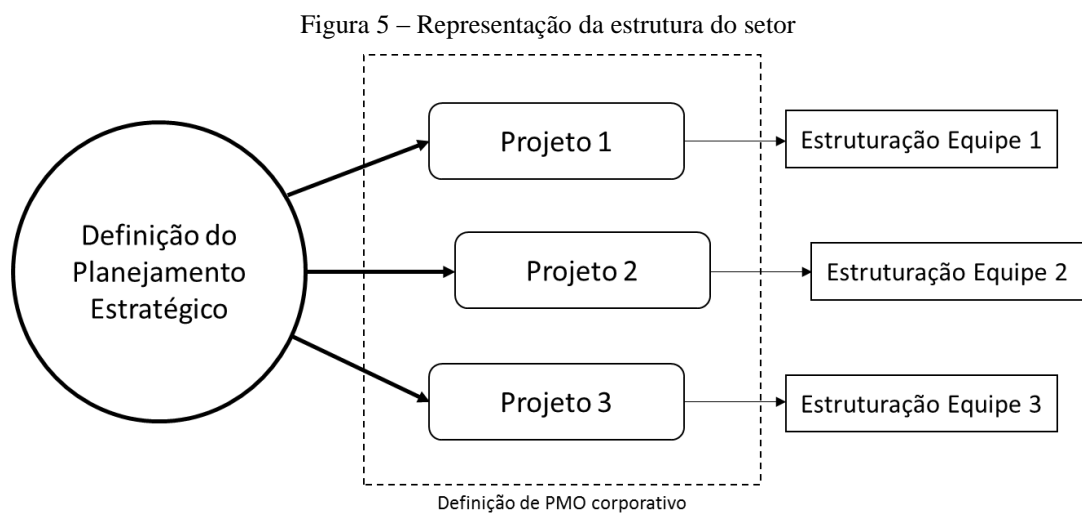 Figura 5 – Representação da estrutura do setor
Definição do
Planejamento
Estratégico
Projeto 1
Estruturação Equipe 1
Projeto 2
Estruturação Equipe 2
Projeto 3
Estruturação Equipe 3
Definição de PMO corporativo